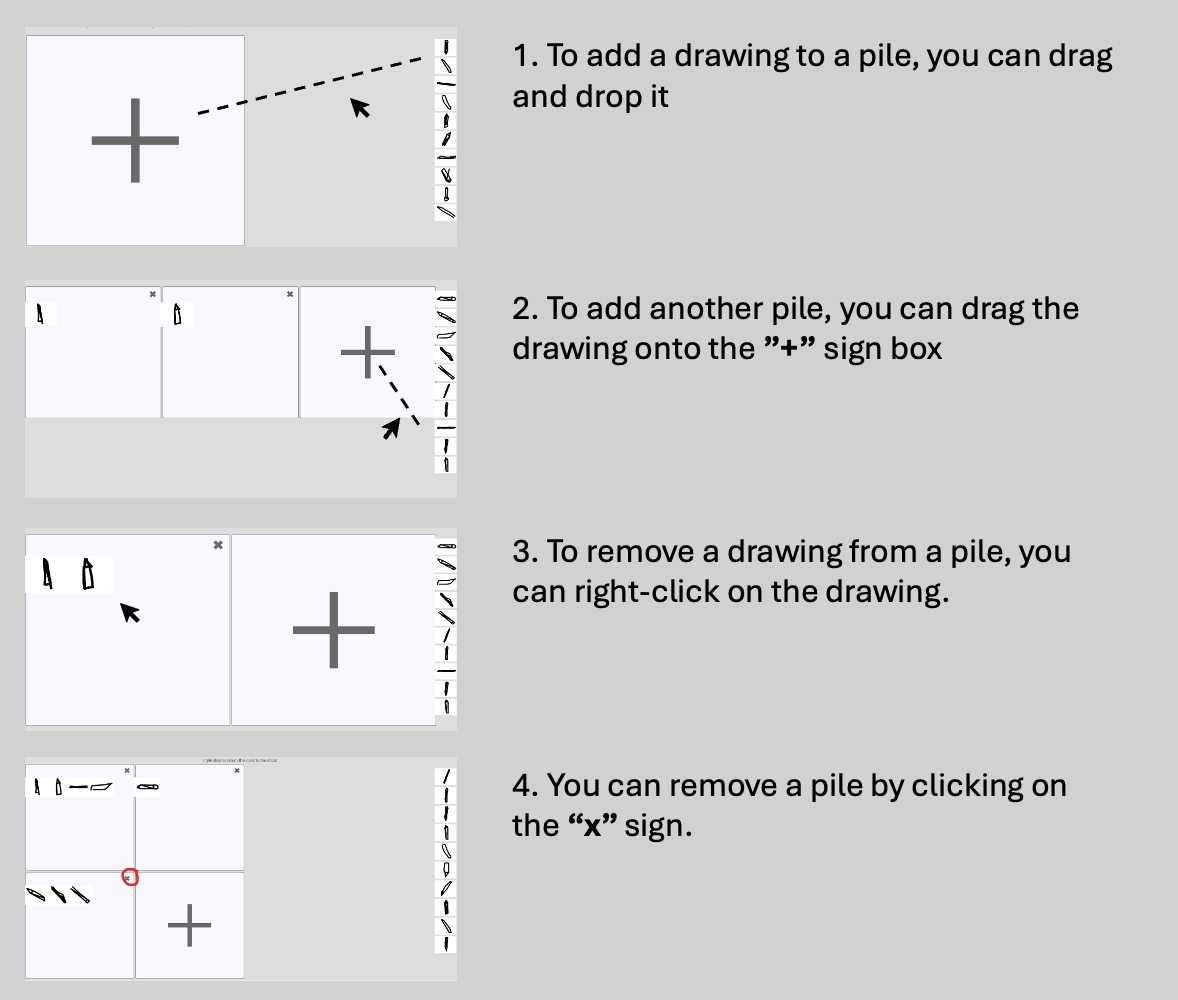 1. To add a drawing to a pile, you can drag
and drop it
2. To add another pile, you can drag the
drawing onto the ”+” sign box
3. To remove a drawing from a pile, you
can right-click on the drawing.
4. You can remove a pile by clicking on
the “x” sign.